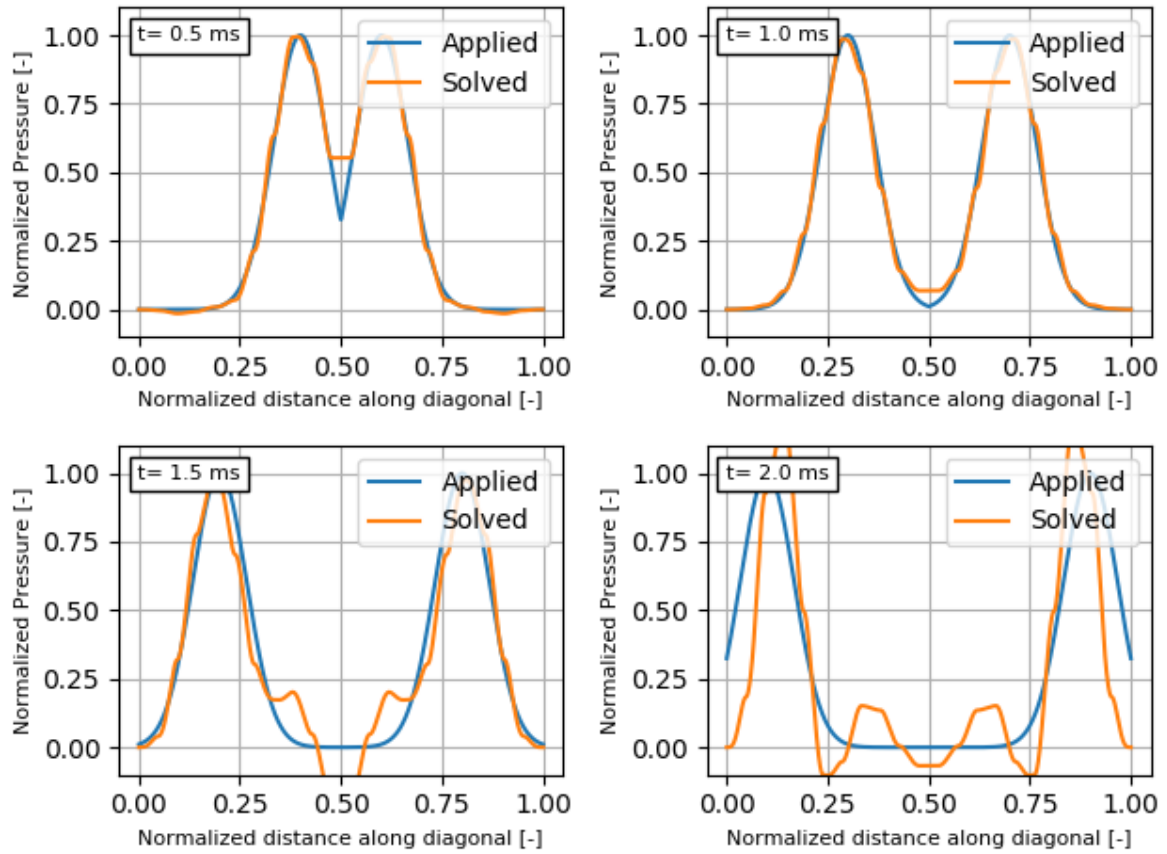 t= 0.5 ms
Applied
Solved
1.00
0.75
0.50
0.25
0.00
Normalized Pressure [-]
0.00 0.25 0.50 0.75 1.00
Normalized distance along diagonal [-]
t= 1.0 ms
Applied
Solved
1.00
0.75
0.50
0.25
0.00
Normalized Pressure [-]
0.00 0.25 0.50 0.75 1.00
Normalized distance along diagonal [-]
t= 1.5 ms
Applied
Solved
1.00
0.75
0.50
0.25
0.00
Normalized Pressure [-]
0.00 0.25 0.50 0.75 1.00
Normalized distance along diagonal [-]
t= 2.0 ms
Applied
Solved
1.00
0.75
0.50
0.25
0.00
Normalized Pressure [-]
0.00 0.25 0.50 0.75 1.00
Normalized distance along diagonal [-]